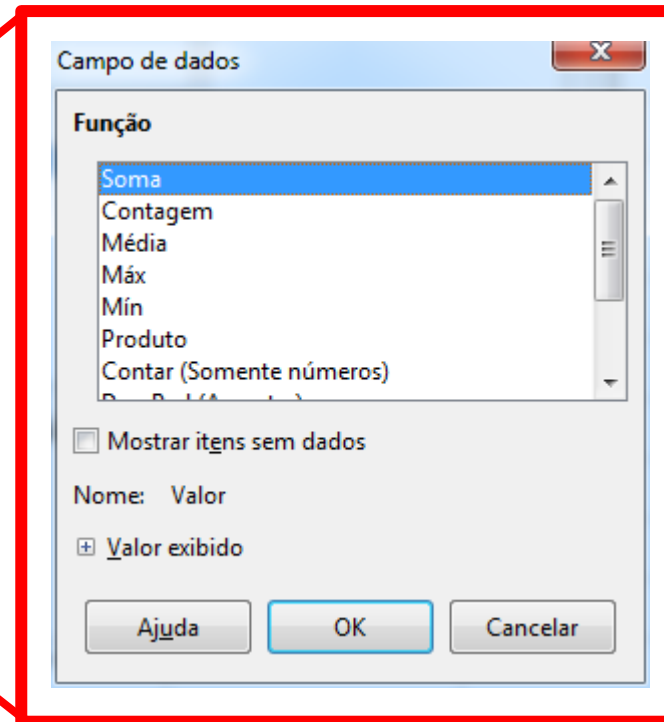 Campo de dados
Função
Soma
Contagem
Média
Máx
Mín
Produto
Contar (Somente números)
Mostrar itens sem dados
Nome: Valor
Valor exibido
Ajuda
OK
Cancelar